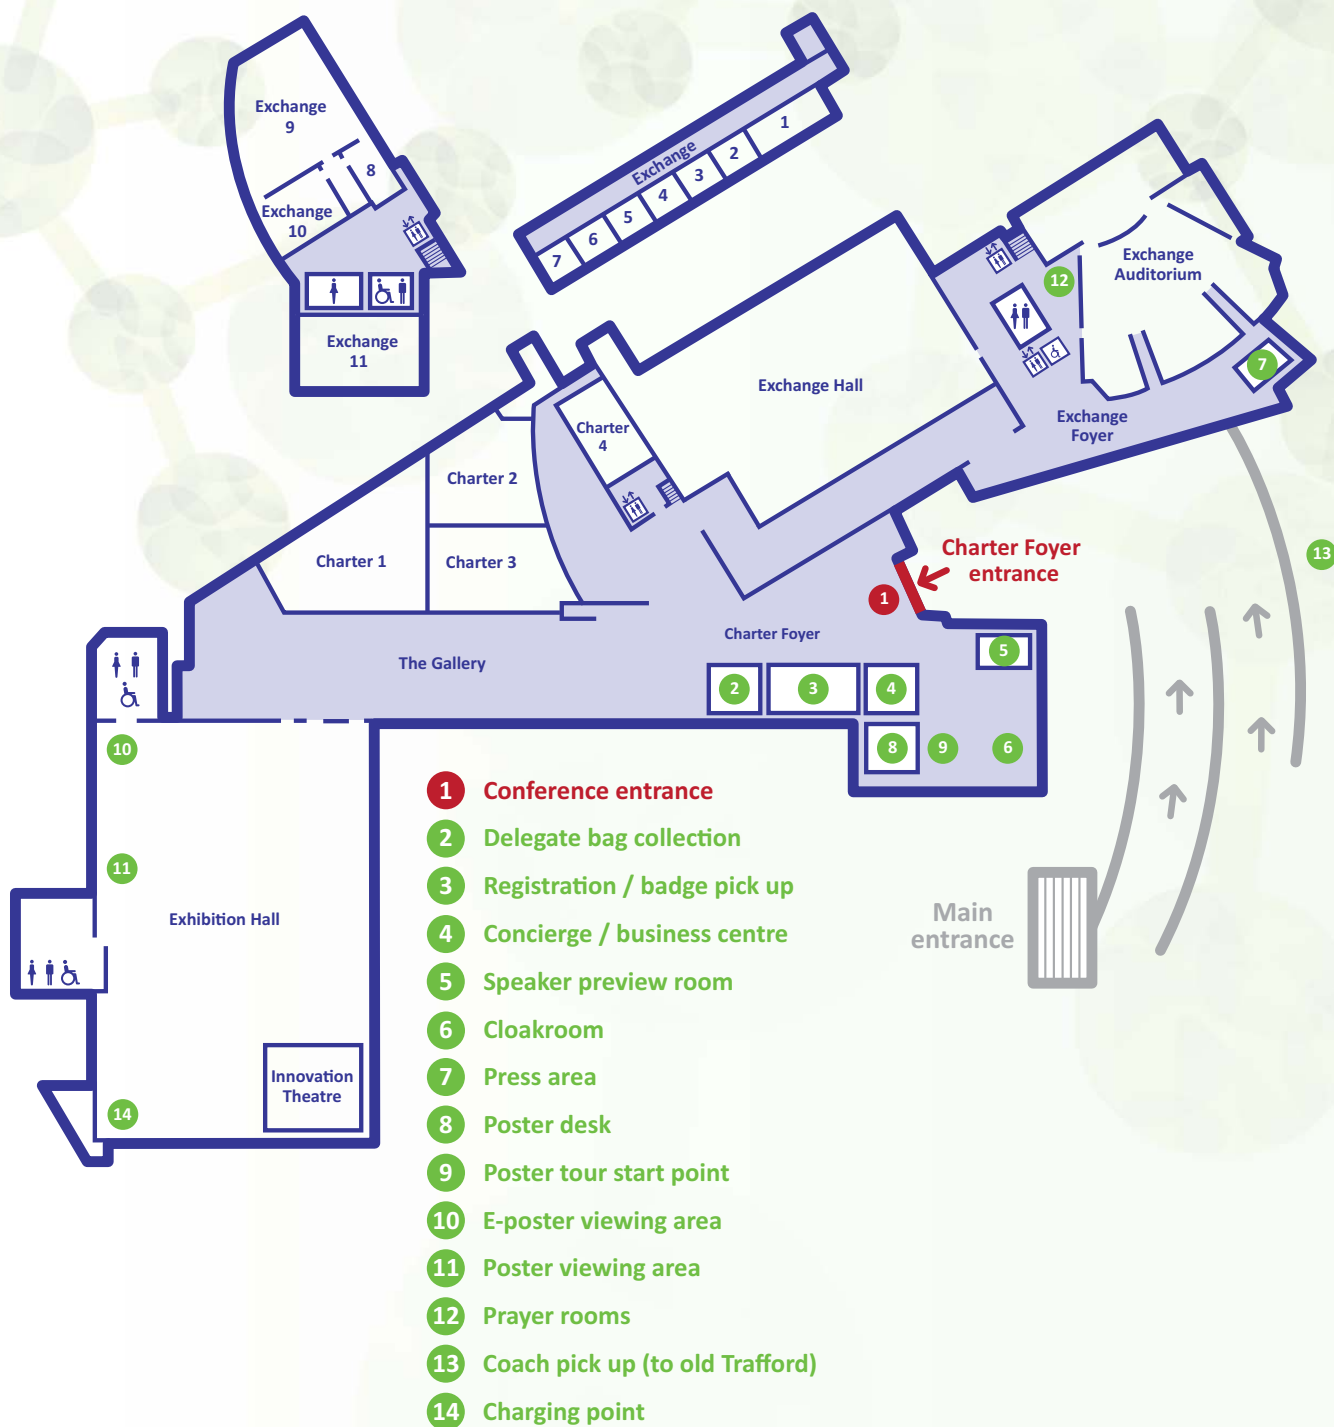 Exchange
9
8
Exchange
10
Exchange
11
Exchange
1
2
3
4
5
6
7
Exchange
Auditorium
12
7
Exchange Hall
Exchange
Foyer
Charter
4
Charter 2
Charter 1
Charter 3
Charter Foyer
entrance
13
1
Charter Foyer
5
The Gallery
2
3
4
8
9
6
10
11
Exhibition Hall
Innovation
Theatre
14
Main
entrance
1 Conference entrance
2 Delegate bag collection
3 Registration / badge pick up
4 Concierge / business centre
5 Speaker preview room
6 Cloakroom
7 Press area
8 Poster desk
9 Poster tour start point
10 E-poster viewing area
11 Poster viewing area
12 Prayer rooms
13 Coach pick up (to old Trafford)
14 Charging point